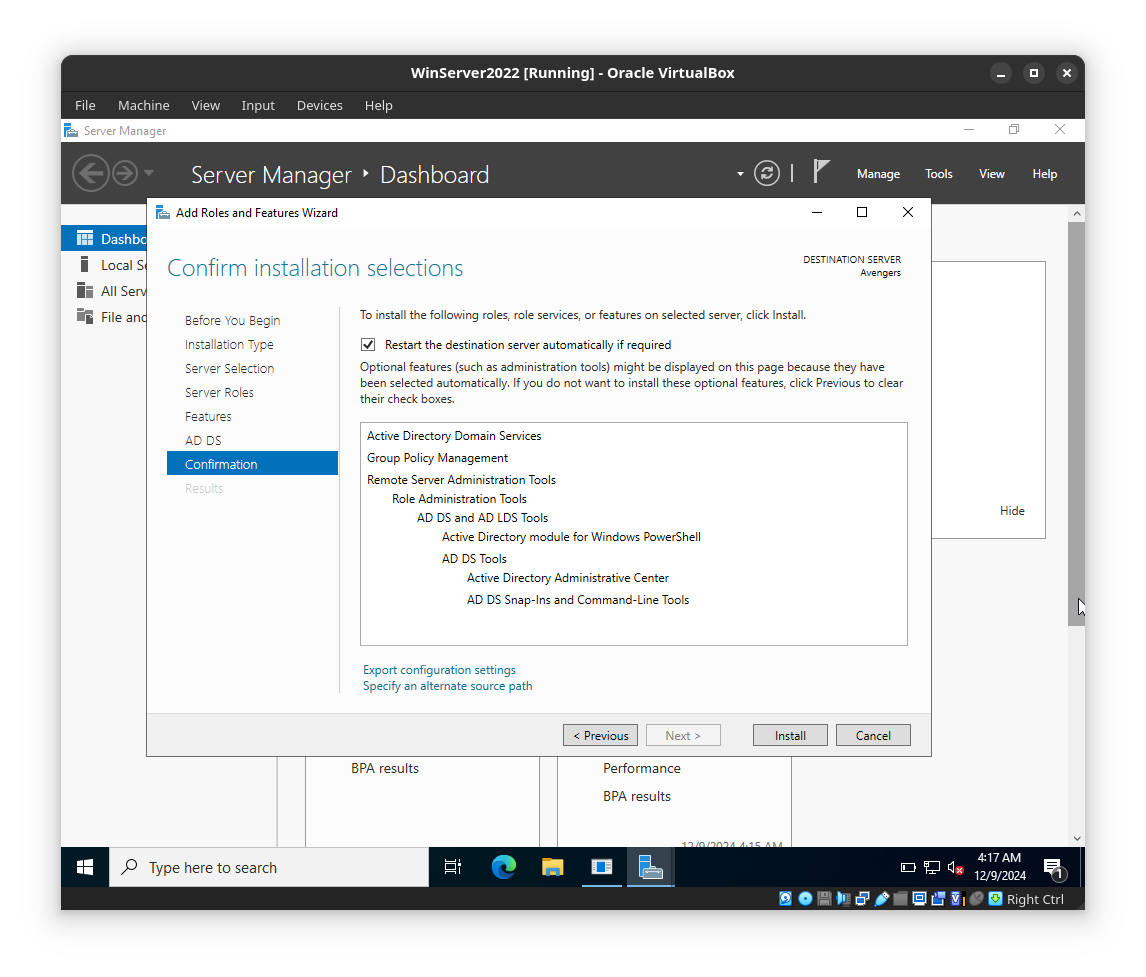 WinServer2022 [Running] - Oracle VirtualBox
File Machine View Input Devices Help
Server Manager
Server Manager Dashboard
Manage Tools View Help
Add Roles and Features Wizard
Dashbo
Local Se
All Serv
File and
Confirm installation selections
DESTINATION SERVER
Avengers
Before You Begin
Installation Type
Server Selection
Server Roles
Features
AD DS
Confirmation
Results
To install the following roles, role services, or features on selected server, click Install.
Restart the destination server automatically if required
Optional features (such as administration tools) might be displayed on this page because they have
been selected automatically. If you do not want to install these optional features, click Previous to clear
their check boxes.
Active Directory Domain Services
Group Policy Management
Remote Server Administration Tools
Role Administration Tools
AD DS and AD LDS Tools
Active Directory module for Windows PowerShell
AD DS Tools
Active Directory Administrative Center
AD DS Snap-Ins and Command-Line Tools
Hide
Export configuration settings
Specify an alternate source path
< Previous Next > Install Cancel
BPA results
Performance
BPA results
12/9/2024 4:15 AM
Type here to search
4:17 AM
12/9/2024
1
Right Ctrl